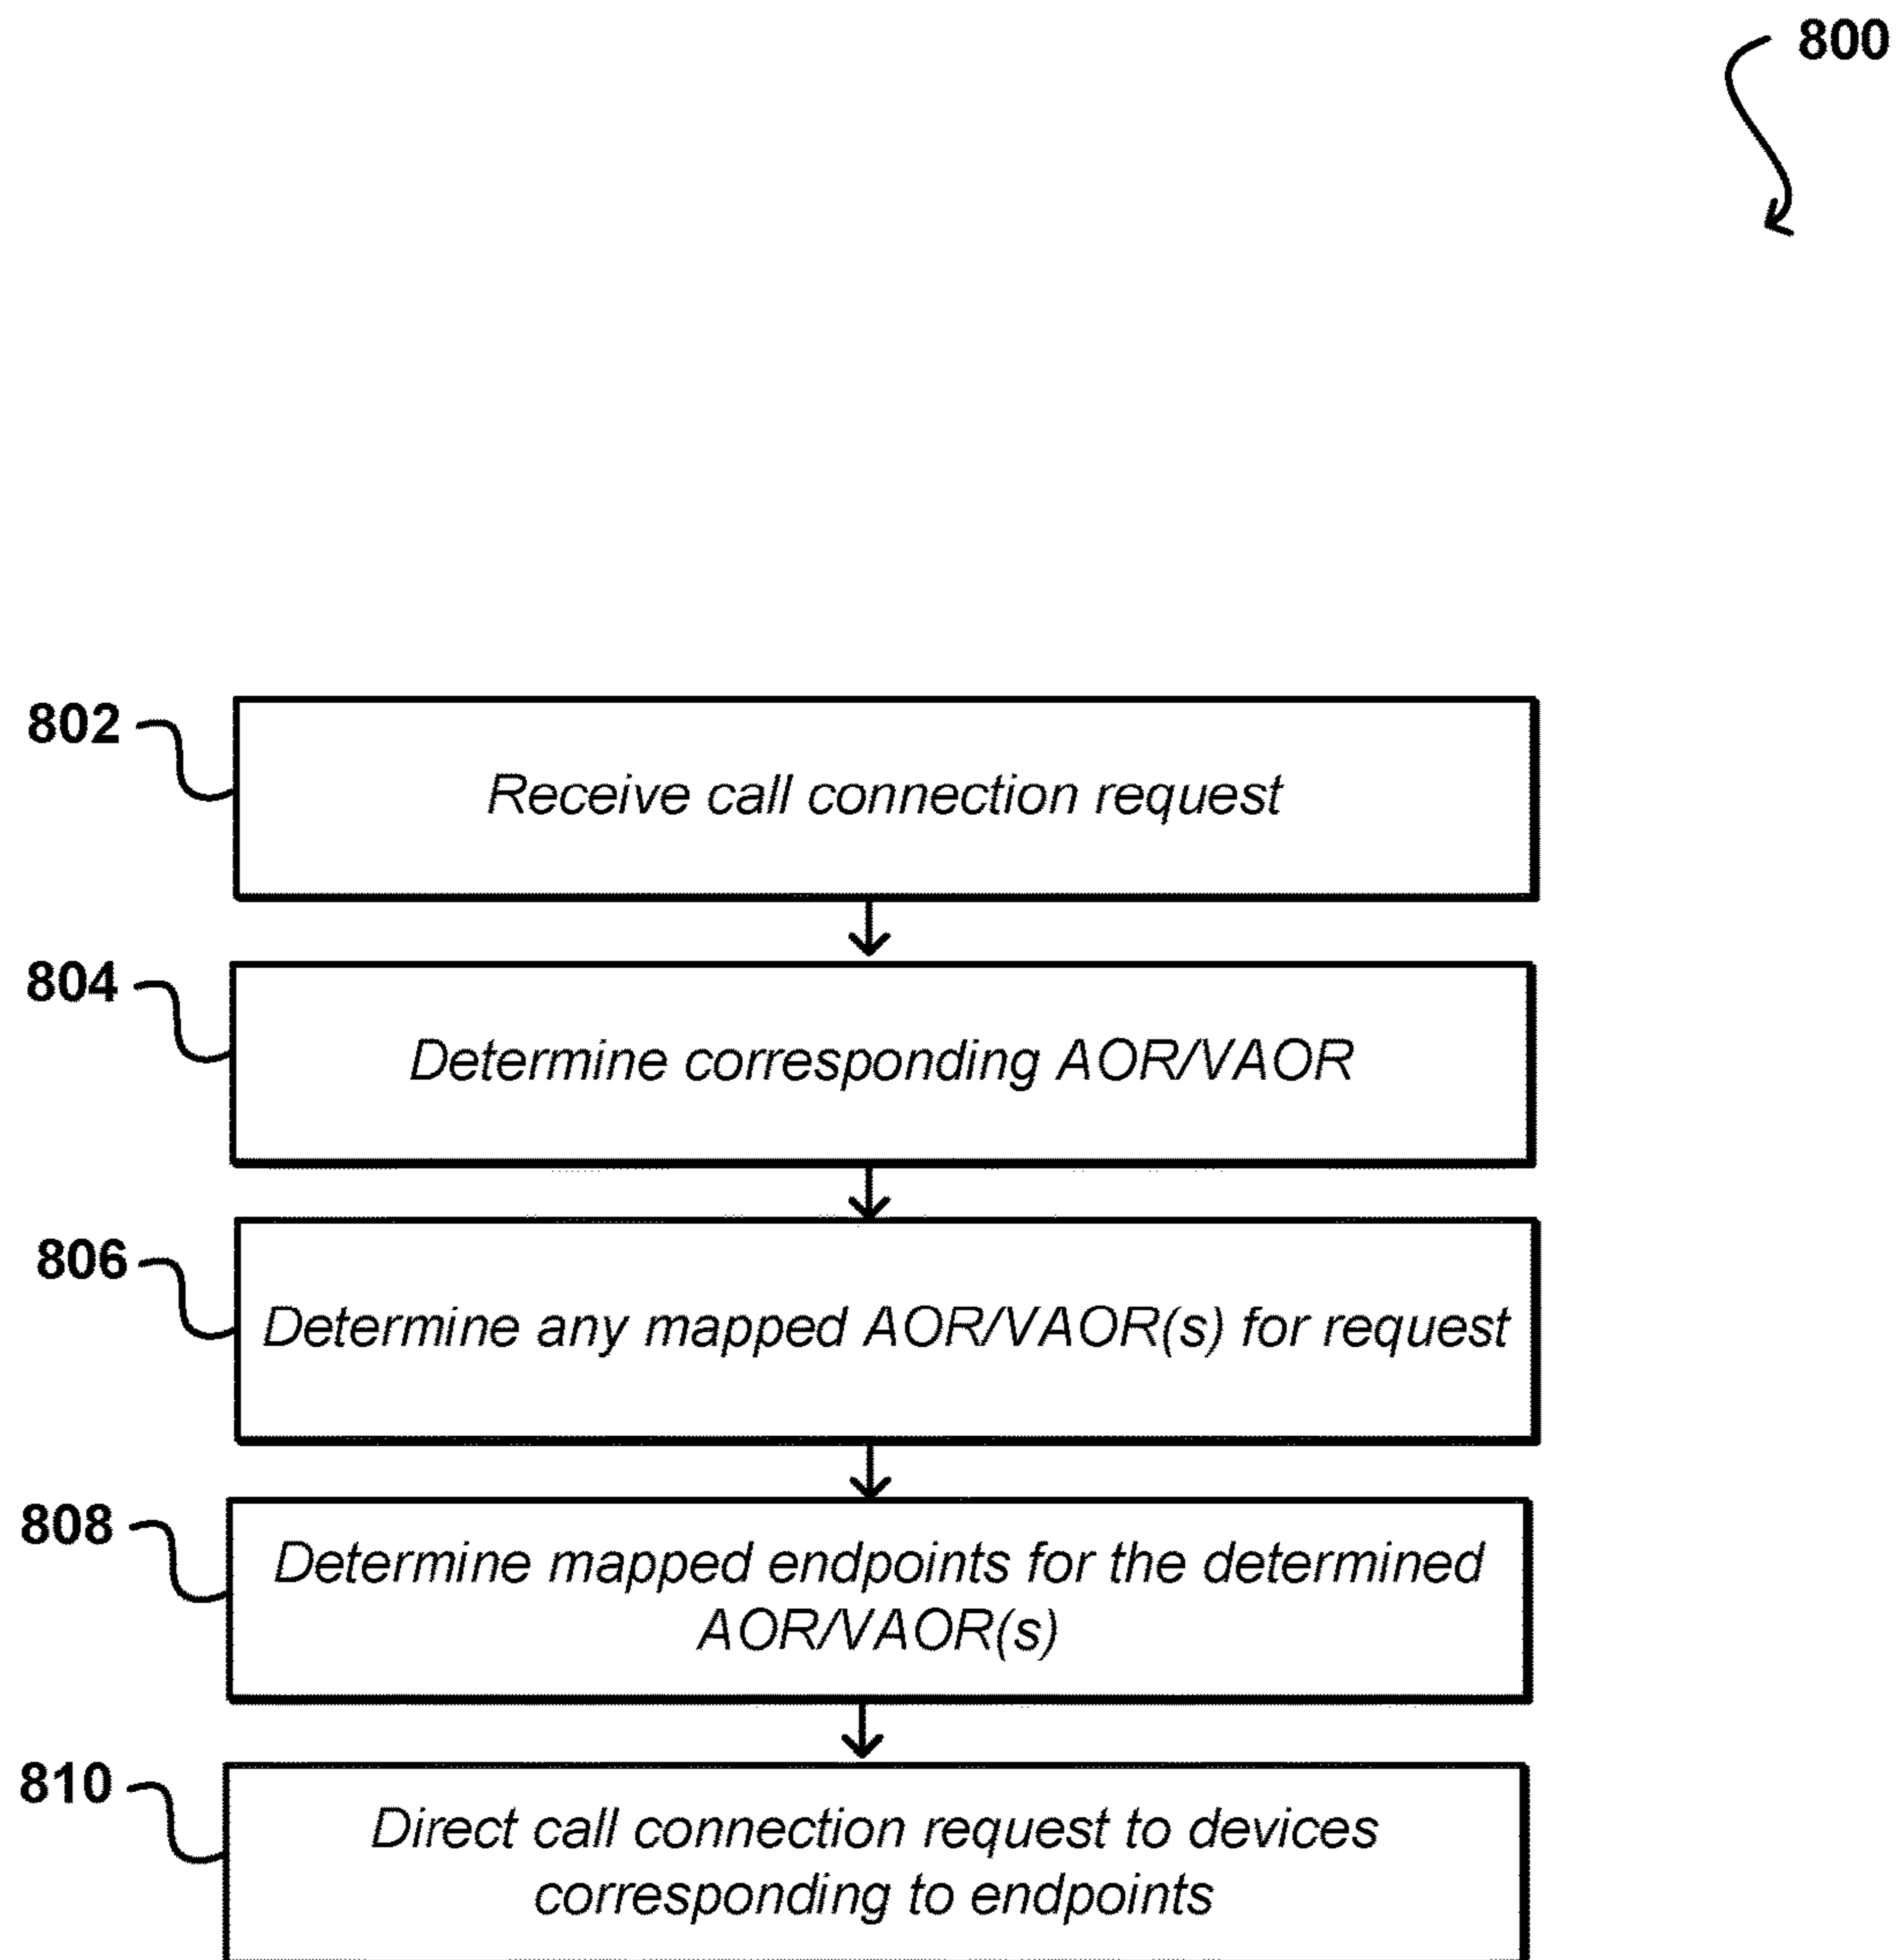 800
802
Receive call connection request
804
Determine corresponding AOR/VAOR
806
Determine any mapped AOR/VAOR(s) for request
808
Determine mapped endpoints for the determined
AOR/VAOR(s)
810
Direct call connection request to devices
corresponding to endpoints